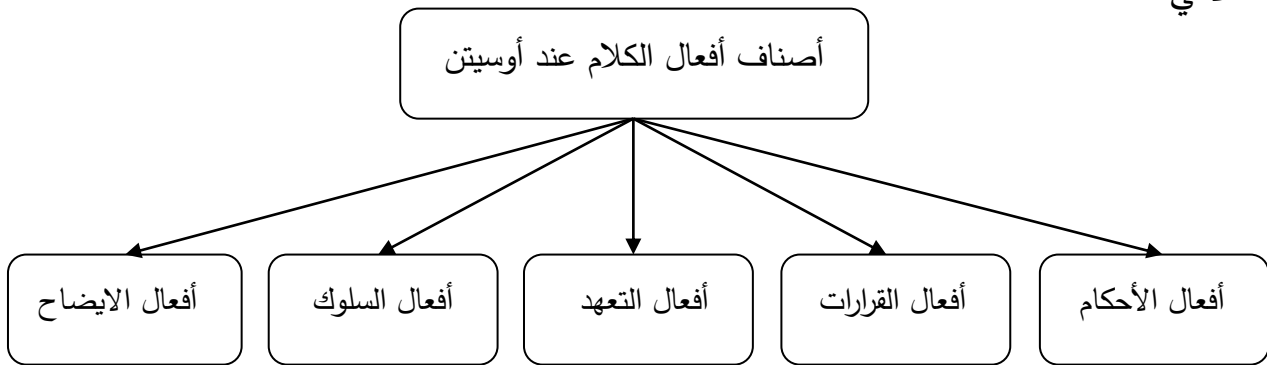 أصناف أفعال الكلام عند أوسيتن
أفعال الأحكام
أفعال القرارات
أفعال التعهد
أفعال السلوك
أفعال الايضاح